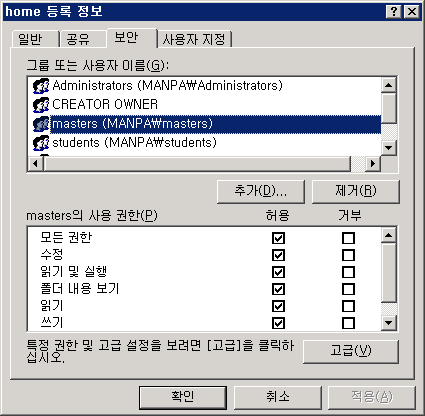 home 등록 정보
일반 공유 보안 사용자 지정
그룹 또는 사용자 이름(G):
Administrators (MANPA₩Administrators)
CREATOR OWNER
masters (MANPA₩masters)
students (MANPA₩students)
추가(D)... 제거(R)
masters의 사용 권한(P) 허용 거부
모든 권한
수정
읽기 및 실행
폴더 내용 보기
읽기
쓰기
특정 권한 및 고급 설정을 보려면 [고급]을 클릭하
십시오.
고급(V)
확인 취소 적용(A)